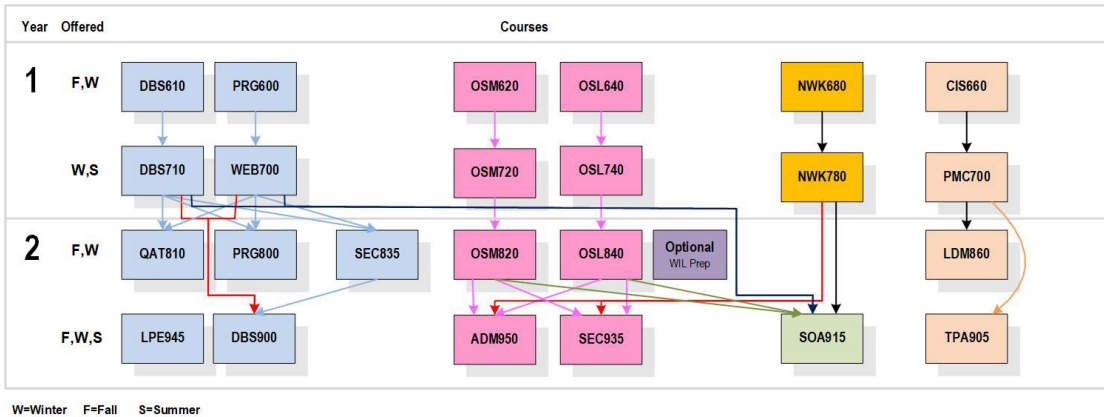 Year Offered Courses
1 F,W DBS610 PRG600 OSM620 OSL640 NWK680 CIS660
W,S DBS710 WEB700 OSM720 OSL740 NWK780 PMC700
2 F,W QAT810 PRG800 SEC835 OSM820 OSL840 Optional LDM860
WIL Prep
F,W,S LPE945 DBS900 ADM950 SEC935 SOA915 TPA905
W=Winter F=Fall S=Summer